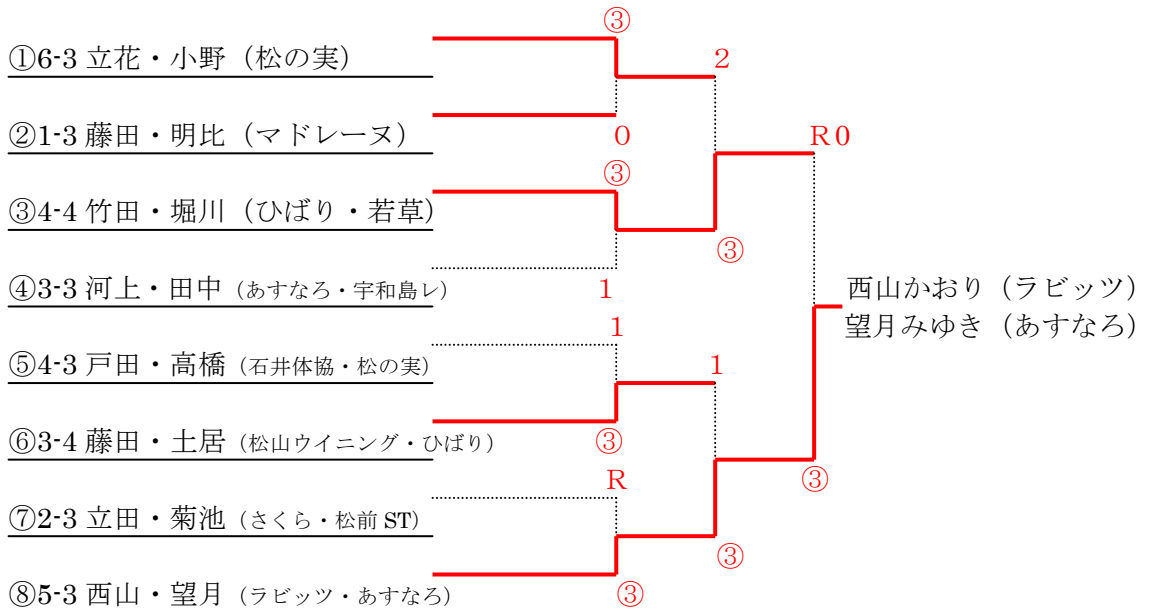 ③
①6-3 立花・小野（松の実）
2
②1-3 藤田・明比（マドレーヌ）
0
R0
③
③4-4 竹田・堀川（ひばり・若草）
③
④3-3 河上・田中（あすなろ・宇和島レ）
1
西山かおり（ラビッツ）
望月みゆき（あすなろ）
1
⑤4-3 戸田・高橋（石井体協・松の実）
1
⑥3-4 藤田・土居（松山ウイニング・ひばり）
③
R
③
⑦2-3 立田・菊池（さくら・松前 ST）
③
⑧5-3 西山・望月（ラビッツ・あすなろ）
③